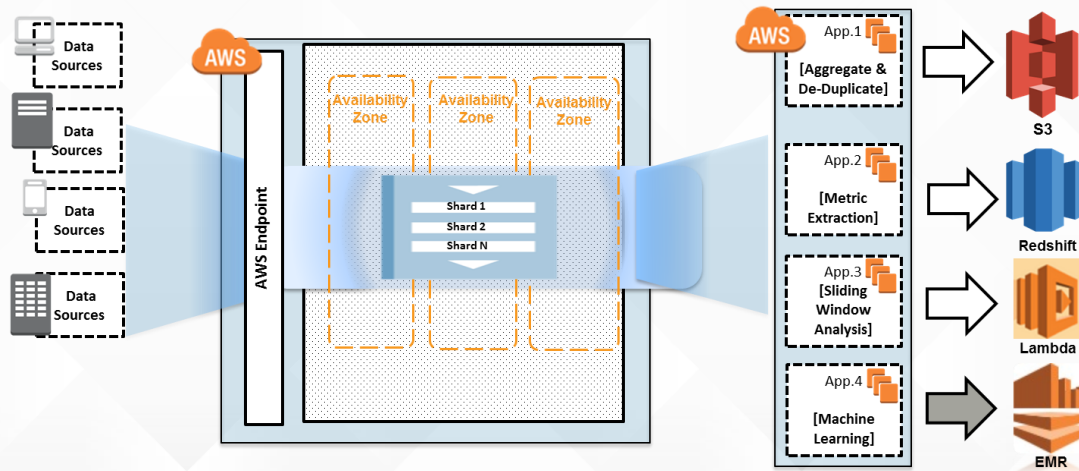 Data
Sources
Data
Sources
Data
Sources
Data
Sources
AWS
AWS Endpoint
Availability
Zone
Availability
Zone
Availability
Zone
Shard 1
Shard 2
Shard N
AWS
App.1
[Aggregate &
De-Duplicate]
App.2
[Metric
Extraction]
App.3
[Sliding
Window
Analysis]
App.4
[Machine
Learning]
S3
Redshift
Lambda
EMR